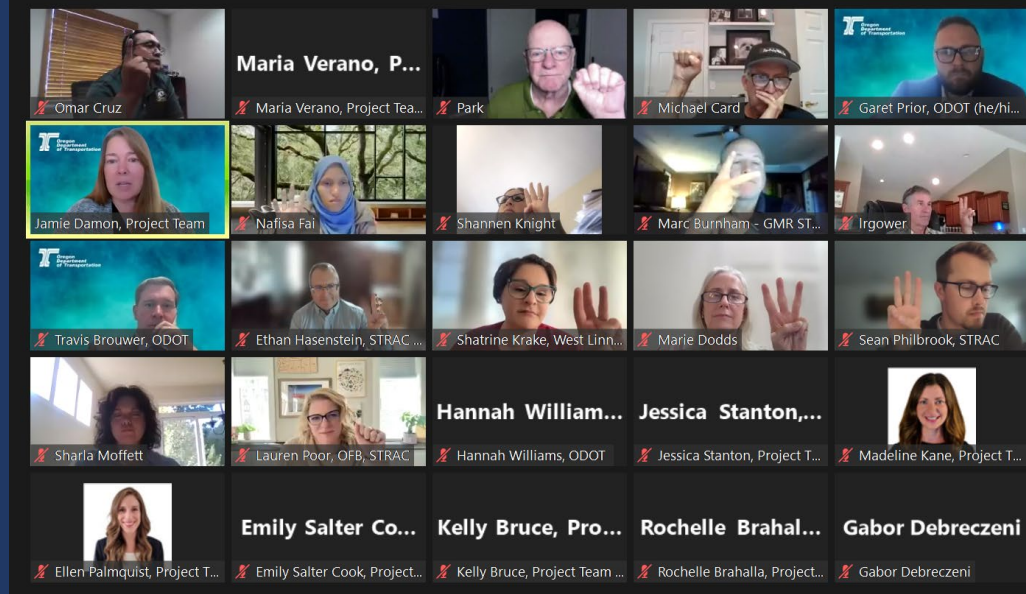 Omar Cruz
Maria Verano, P...
Maria Verano, Project Tea...
Park
Michael Card
Oregon
Department
of Transportation
Garet Prior, ODOT (he/hi...
Oregon
Department
of Transportation
Jamie Damon, Project Team
Nafisa Fai
Shannen Knight
Marc Burnham - GMR ST...
lrgower
Oregon
Department
of Transportation
Travis Brouwer, ODOT
Ethan Hasenstein, STRAC ...
Shatrine Krake, West Linn...
Marie Dodds
Sean Philbrook, STRAC
Sharla Moffett
Lauren Poor, OFB, STRAC
Hannah William...
Hannah Williams, ODOT
Jessica Stanton,...
Jessica Stanton, Project T...
Madeline Kane, Project T...
Ellen Palmquist, Project T...
Emily Salter Co...
Emily Salter Cook, Project...
Kelly Bruce, Pro...
Kelly Bruce, Project Team ...
Rochelle Brahal...
Rochelle Brahalla, Project...
Gabor Debreczeni
Gabor Debreczeni